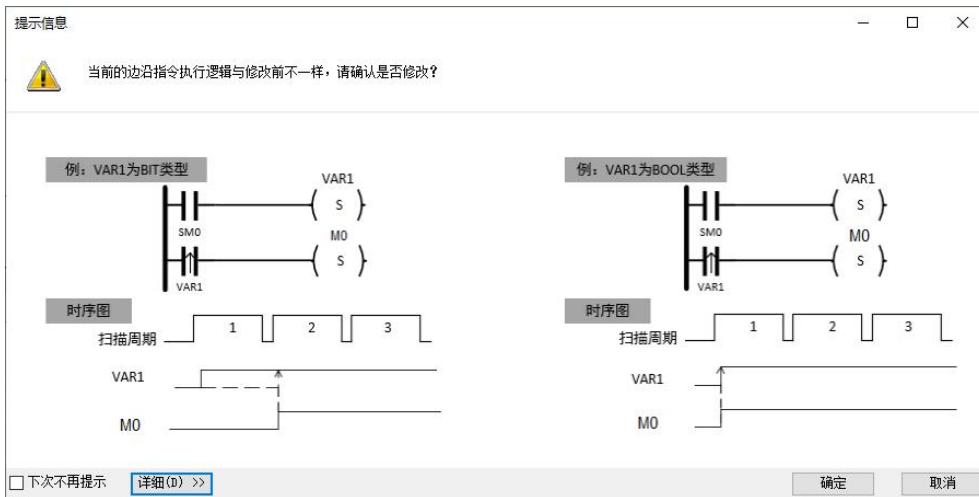 提示信息
当前的边沿指令执行逻辑与修改前不一样，请确认是否修改？
例：VAR1为BIT类型
VAR1
S
SM0
M0
S
VAR1
时序图
扫描周期 1 2 3
VAR1
M0
例：VAR1为BOOL类型
VAR1
S
SM0
M0
S
VAR1
时序图
扫描周期 1 2 3
VAR1
M0
下次不再提示 详细(D) >> 确定 取消